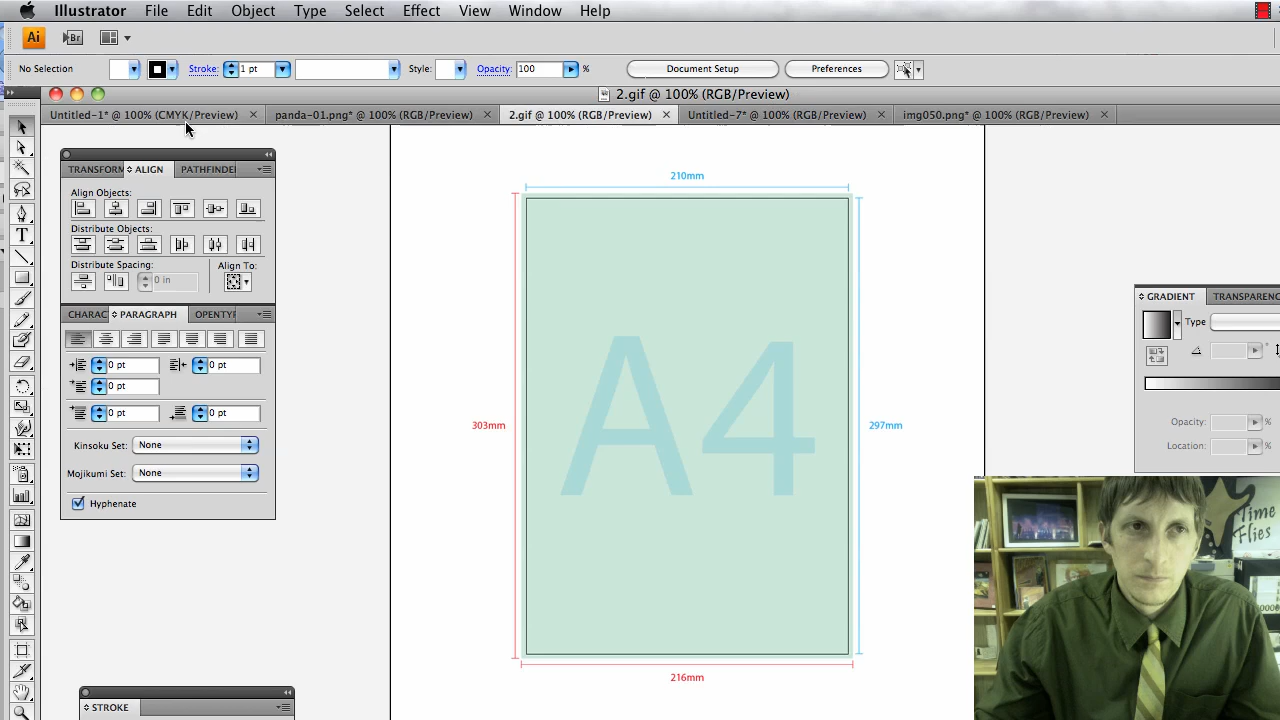 Illustrator File Edit Object Type Select Effect View Window Help
Ai Br
No Selection Stroke: 1 pt Style: Opacity: 100 % Document Setup Preferences
2.gif @ 100% (RGB/Preview)
Untitled-1* @ 100% (CMYK/Preview) panda-01.png* @ 100% (RGB/Preview) 2.gif @ 100% (RGB/Preview) Untitled-7* @ 100% (RGB/Preview) img050.png* @ 100% (RGB/Preview)
TRANSFORM ALIGN PATHFINDE
Align Objects:
Distribute Objects:
Distribute Spacing: Align To:
0 in
CHARAC PARAGRAPH OPENTY
0 pt 0 pt
0 pt
0 pt 0 pt
Kinsoku Set: None
Mojikumi Set: None
Hyphenate
STROKE
210mm
A4
303mm
297mm
216mm
GRADIENT TRANSPARENC
Type
Opacity: %
Location: %
Time
Flies